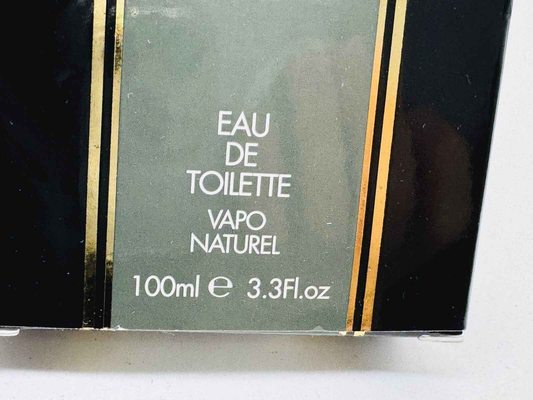 EAU
DE
TOILETTE
VAPO
NATUREL
100ml ℮ 3.3Fl.oz